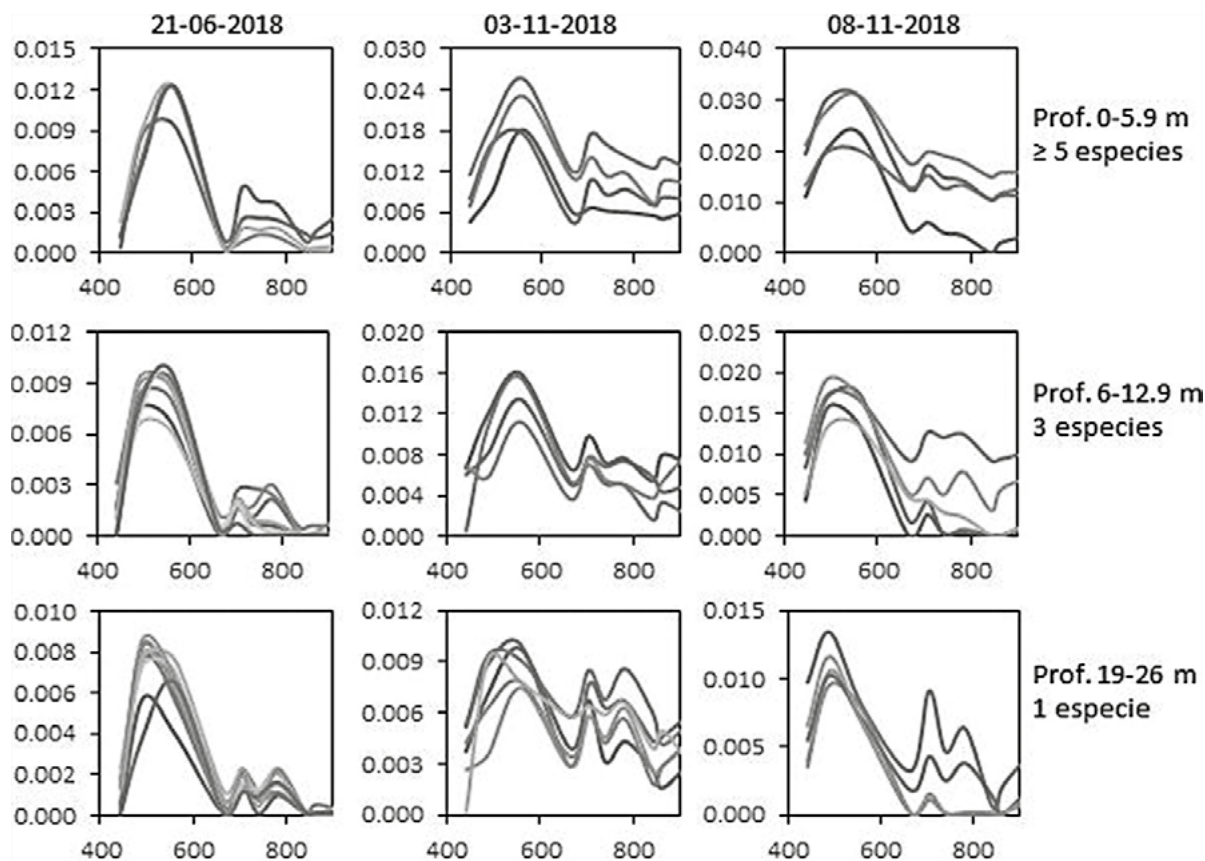 21-06-2018 03-11-2018 08-11-2018
0.015 0.030 0.040
0.012 0.024 0.030
0.009 0.018 0.020
0.006 0.012 0.010
0.003 0.006 0.000
0.000 0.000
400 600 800 400 600 800 400 600 800
Prof. 0-5.9 m
≥ 5 especies
0.012 0.020 0.025
0.009 0.016 0.020
0.006 0.012 0.015
0.003 0.008 0.010
0.000 0.004 0.005
0.000 0.000
400 600 800 400 600 800 400 600 800
Prof. 6-12.9 m
3 especies
0.010 0.012 0.015
0.008 0.009 0.010
0.006 0.006 0.005
0.004 0.003 0.000
0.002 0.000
0.000
400 600 800 400 600 800 400 600 800
Prof. 19-26 m
1 especie